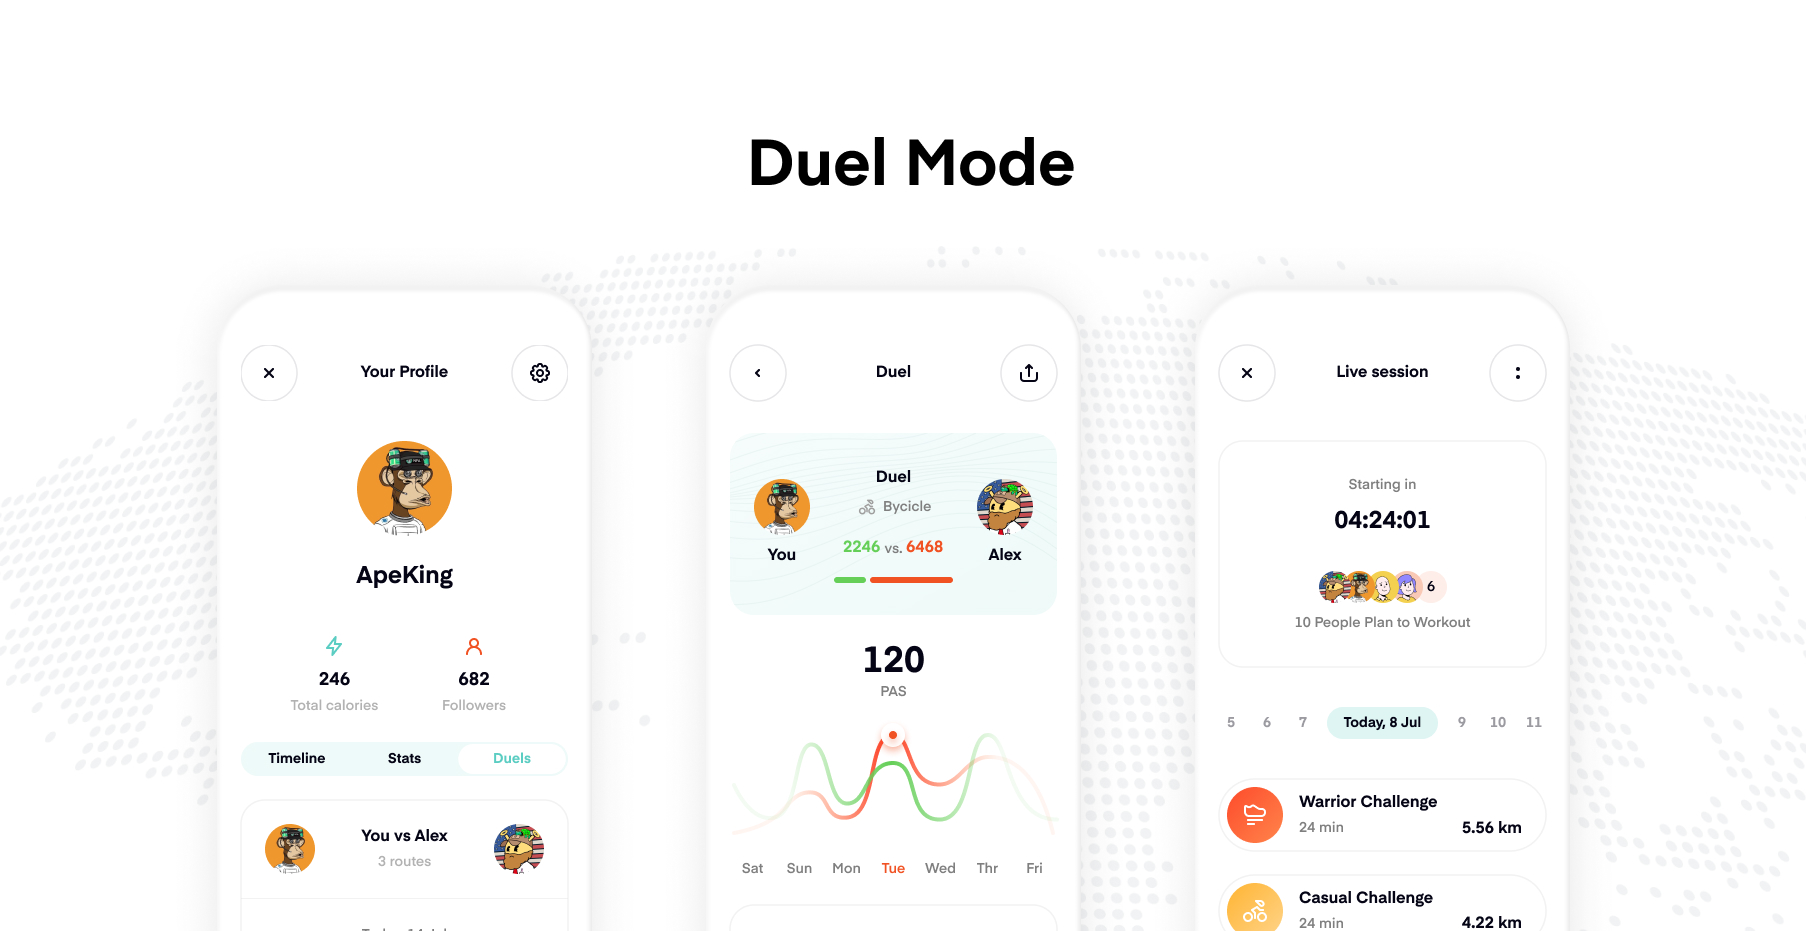 Duel Mode
Your Profile
ApeKing
246
Total calories
682
Followers
Timeline
Stats
Duels
You vs Alex
3 routes
Duel
Duel
Bycicle
2246 vs. 6468
You
Alex
120
PAS
Sat Sun Mon Tue Wed Thr Fri
Live session
Starting in
04:24:01
6
10 People Plan to Workout
5 6 7 Today, 8 Jul 9 10 11
Warrior Challenge
24 min
5.56 km
Casual Challenge
24 min
4.22 km